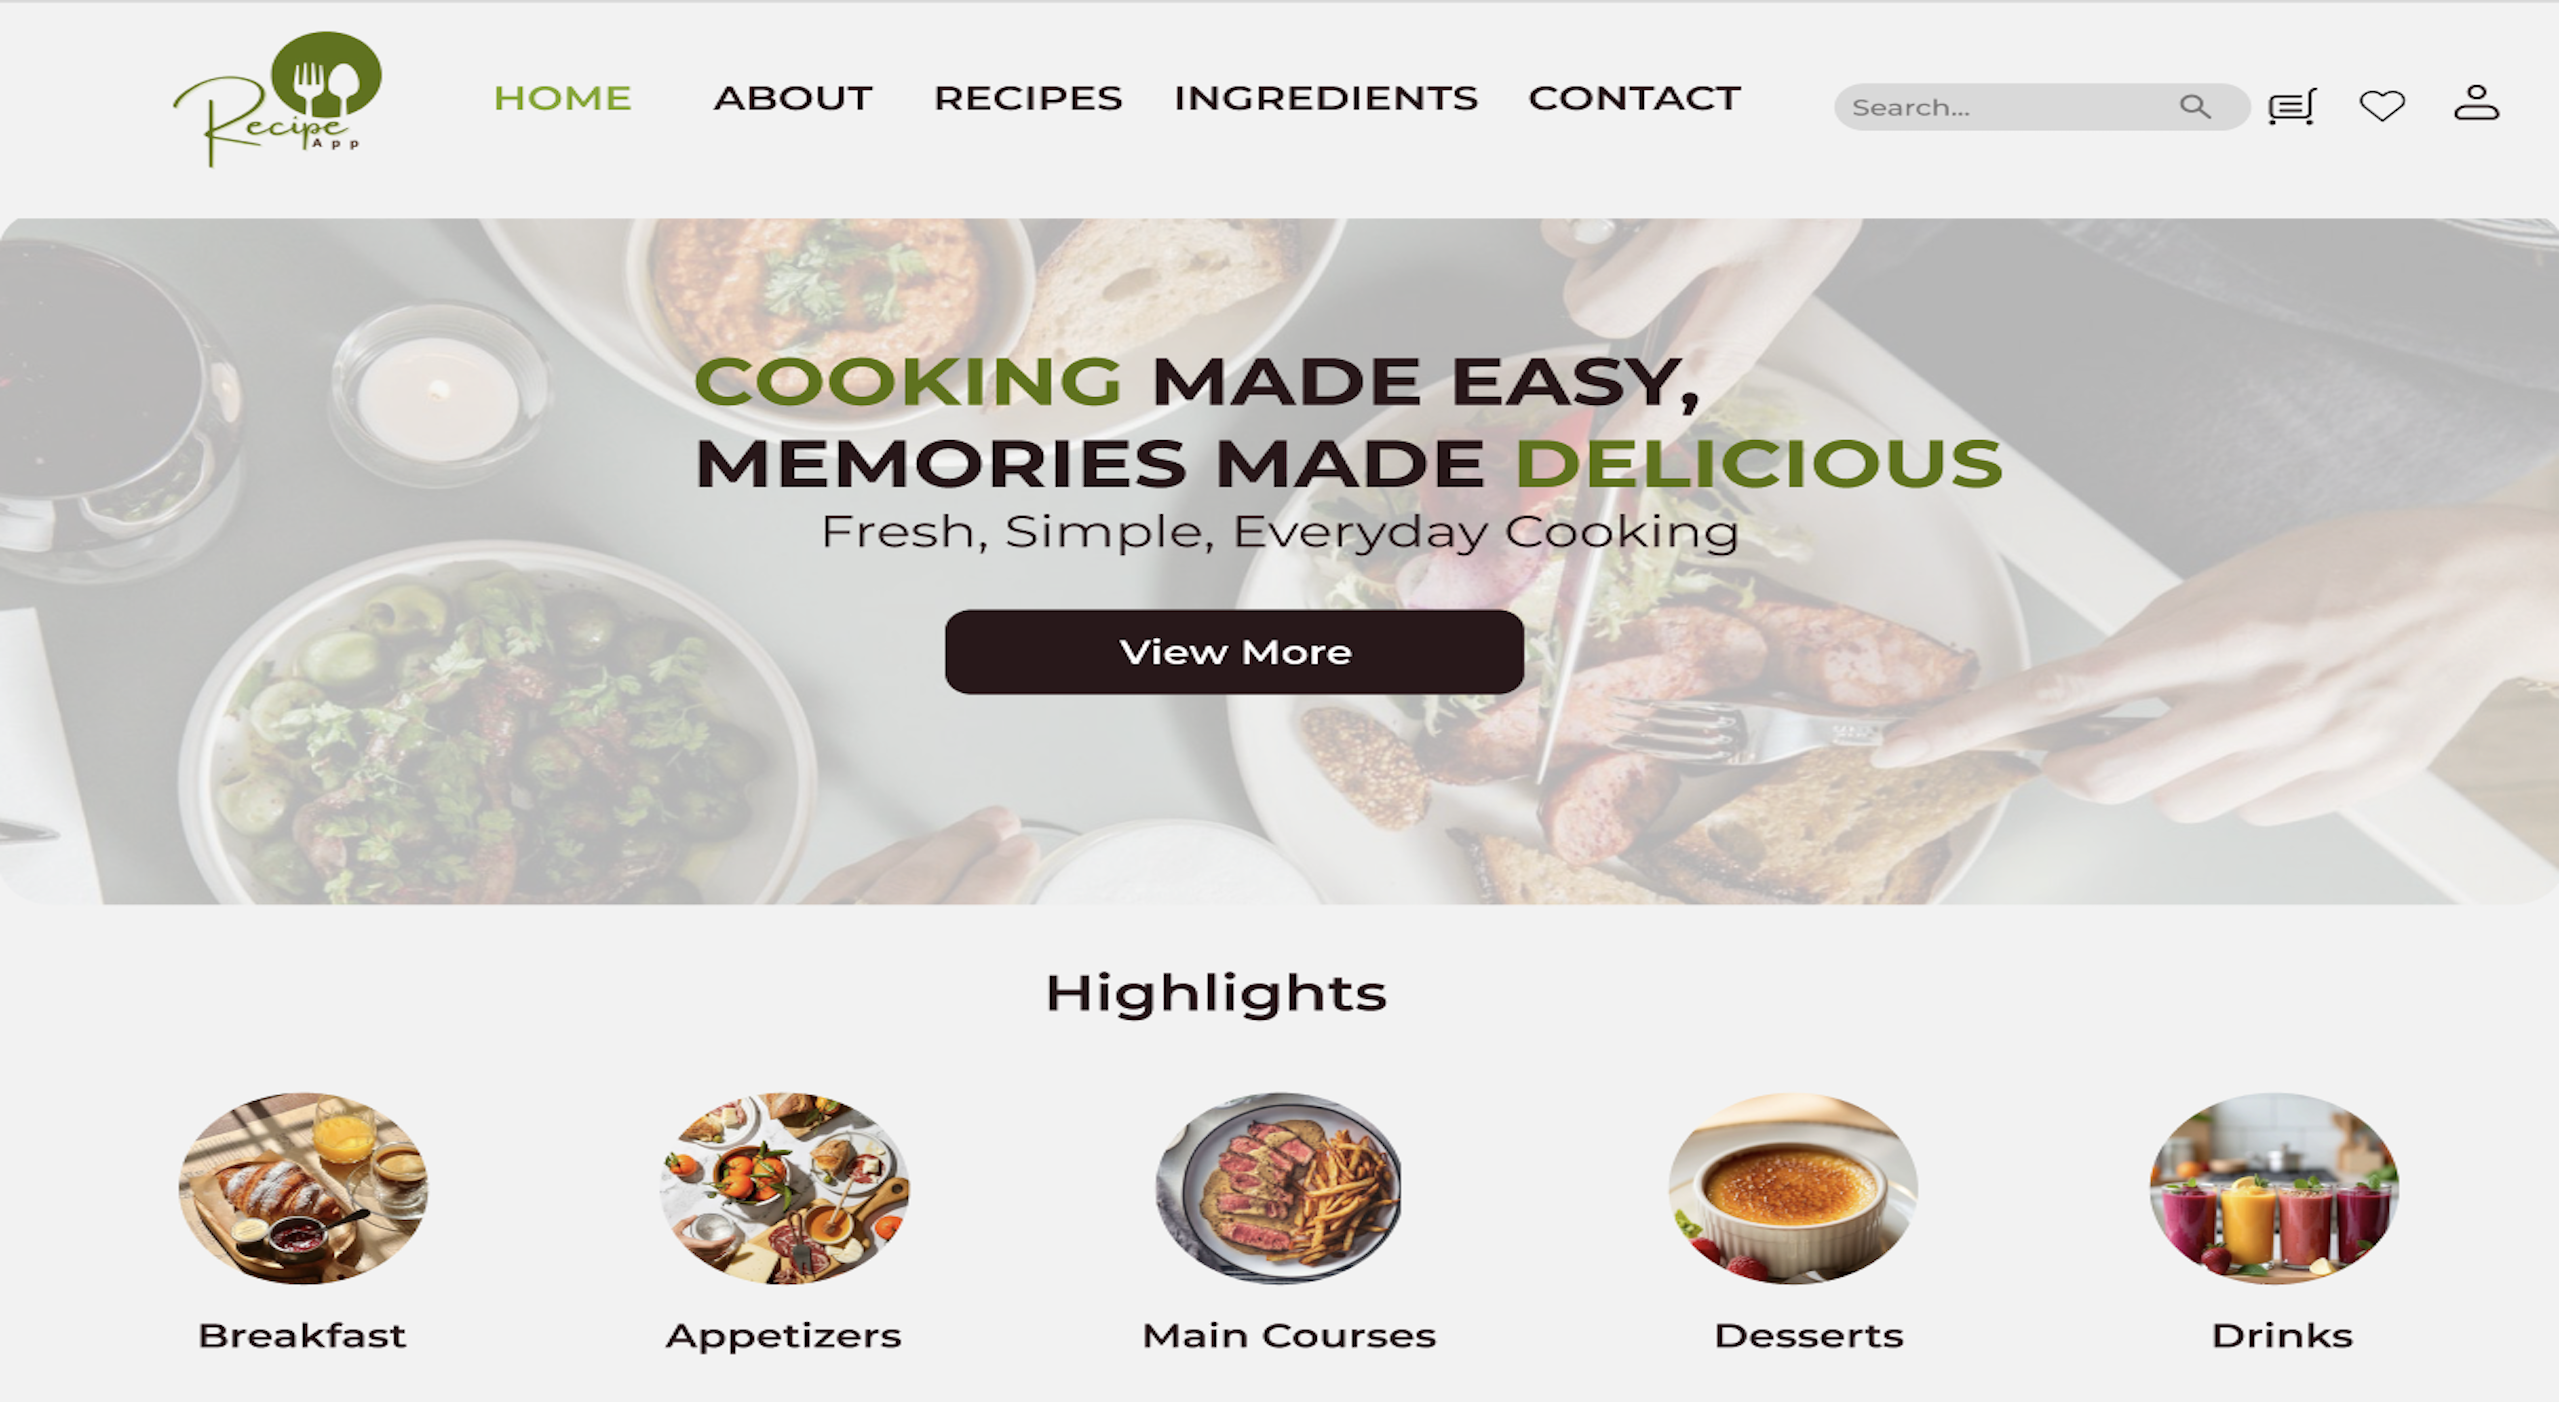 Recipe
App
HOME ABOUT RECIPES INGREDIENTS CONTACT
Search...
COOKING MADE EASY,
MEMORIES MADE DELICIOUS
Fresh, Simple, Everyday Cooking
View More
Highlights
Breakfast Appetizers Main Courses Desserts Drinks